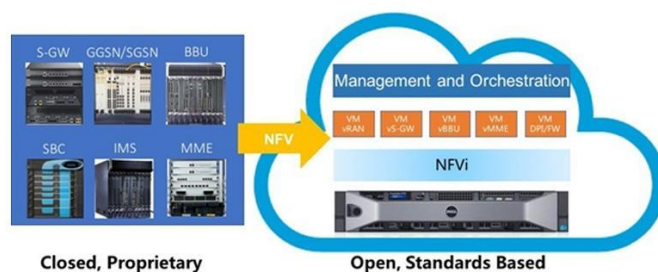 S-GW GGSN/SGSN BBU
SBC IMS MME
Closed, Proprietary
NFV
Management and Orchestration
VM
vRAN
VM
vS-GW
VM
vBBU
VM
vMME
VM
DPI/FW
NFVi
Open, Standards Based